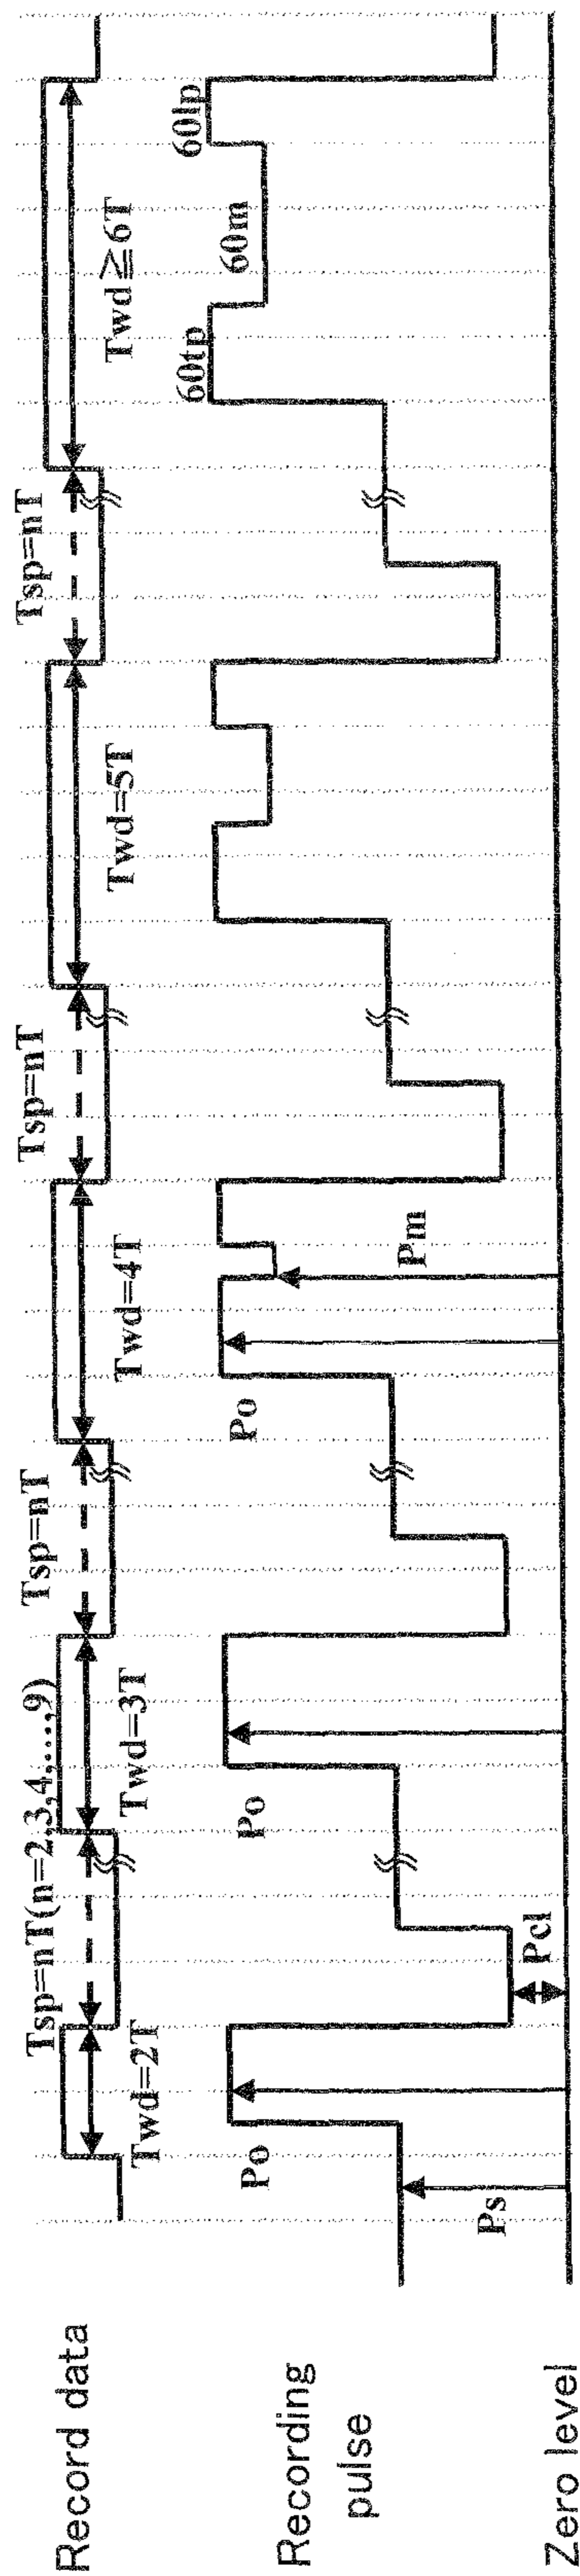 Record data
Twd=2T
Tsp=nT(n=2,3,4,...,9)
Twd=3T
Tsp=nT
Twd=4T
Tsp=nT
Twd=5T
Tsp=nT
Twd≧6T
Recording
pulse
Ps
Po
Pcl
Po
Po
Pm
60tp
60m
60lp
Zero level